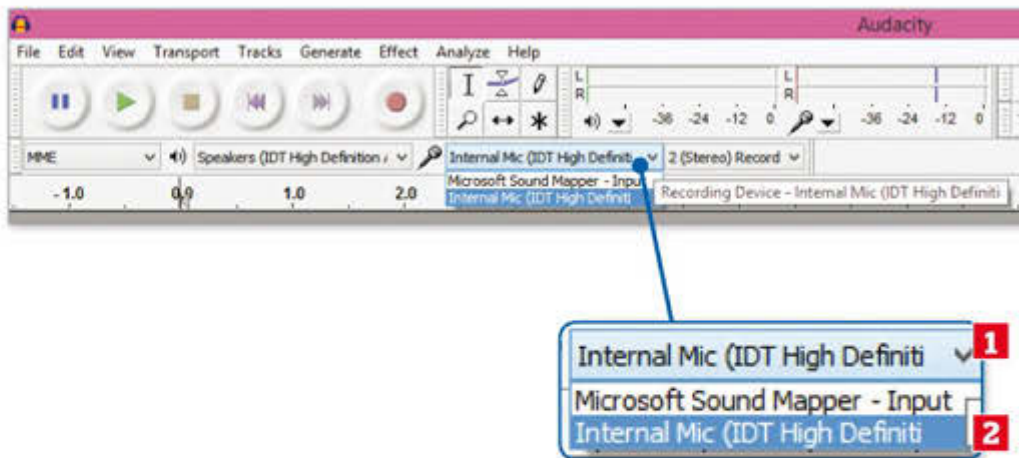 Audacity
File Edit View Transport Tracks Generate Effect Analyze Help
L
R
-36 -24 -12 0
L
R
-36 -24 -12 0
MME Speakers (IDT High Definition Internal Mic (IDT High Definiti 2 (Stereo) Record
Microsoft Sound Mapper - Input
Internal Mic (IDT High Definiti
Recording Device - Internal Mic (IDT High Definiti
- 1.0 0,0 1.0 2.0
Internal Mic (IDT High Definiti 1
Microsoft Sound Mapper - Input
Internal Mic (IDT High Definiti 2